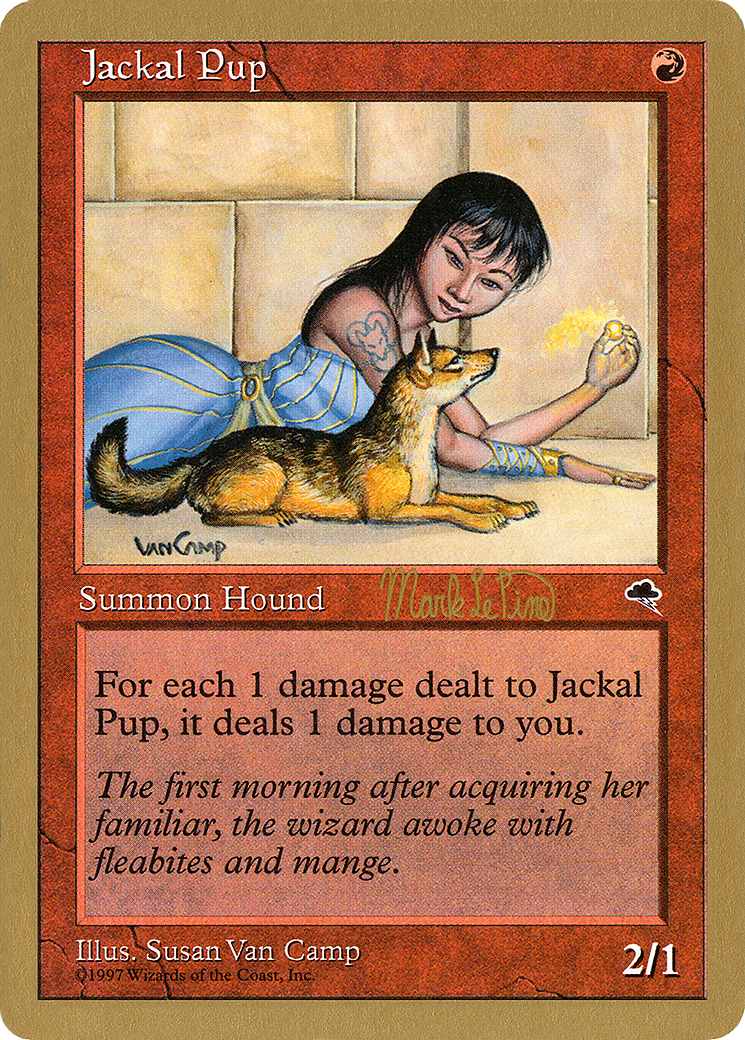 Jackal Pup
VANCAMP
Summon Hound
Mark Le Pine
For each 1 damage dealt to Jackal
Pup, it deals 1 damage to you.
The first morning after acquiring her
familiar, the wizard awoke with
fleabites and mange.
Illus. Susan Van Camp
©1997 Wizards of the Coast, Inc.
2/1